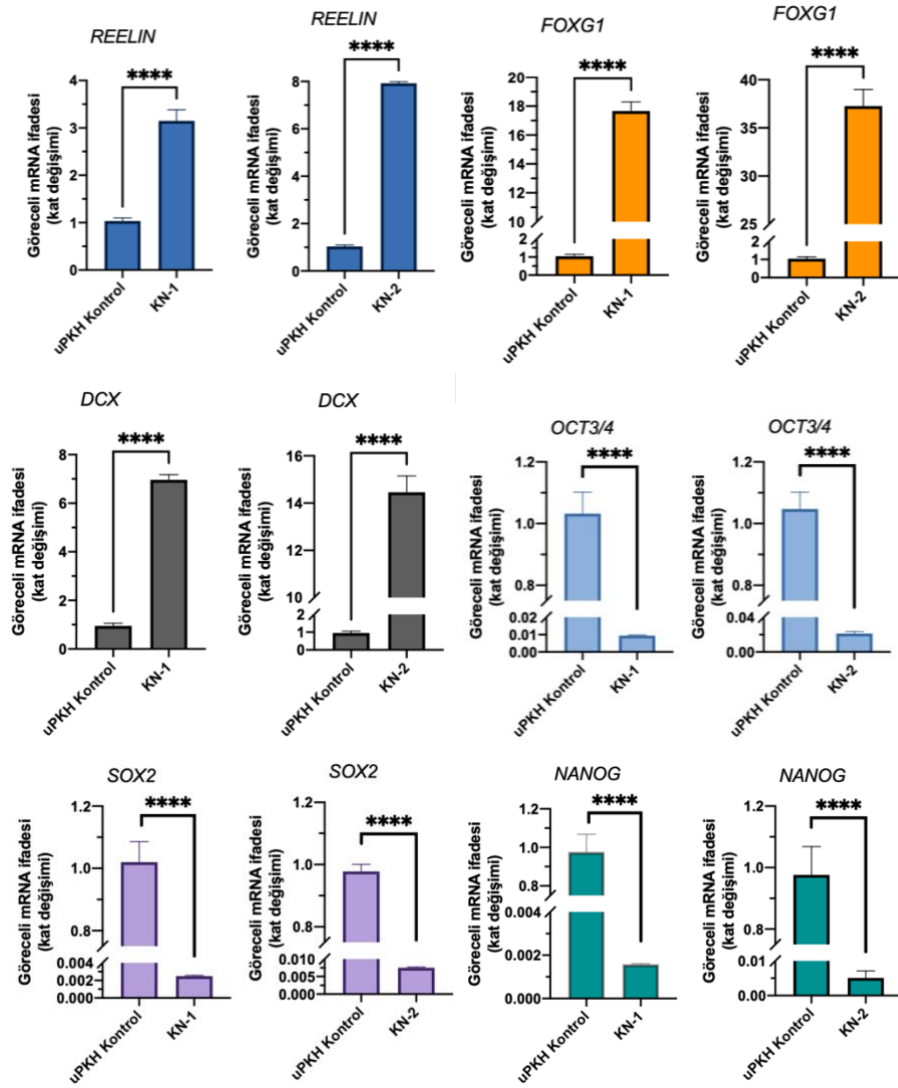 REELIN
****
Göreceli mRNA ifadesi
(kat değişimi)
4
3
2
1
0
uPKH Kontrol
KN-1
REELIN
****
Göreceli mRNA ifadesi
(kat değişimi)
8
6
4
2
0
uPKH Kontrol
KN-2
FOXG1
****
Göreceli mRNA ifadesi
(kat değişimi)
20
18
16
14
12
10
2
1
0
uPKH Kontrol
KN-1
FOXG1
****
Göreceli mRNA ifadesi
(kat değişimi)
40
35
30
25
2
1
0
uPKH Kontrol
KN-2
DCX
****
Göreceli mRNA ifadesi
(kat değişimi)
8
6
4
2
0
uPKH Kontrol
KN-1
DCX
****
Göreceli mRNA ifadesi
(kat değişimi)
16
14
12
10
2
1
0
uPKH Kontrol
KN-2
OCT3/4
****
Göreceli mRNA ifadesi
(kat değişimi)
1.2
1.0
0.8
0.02
0.01
0.00
uPKH Kontrol
KN-1
OCT3/4
****
Göreceli mRNA ifadesi
(kat değişimi)
1.2
1.0
0.8
0.04
0.02
0.00
uPKH Kontrol
KN-2
SOX2
****
Göreceli mRNA ifadesi
(kat değişimi)
1.2
1.0
0.8
0.004
0.002
0.000
uPKH Kontrol
KN-1
SOX2
****
Göreceli mRNA ifadesi
(kat değişimi)
1.2
1.0
0.8
0.010
0.005
0.000
uPKH Kontrol
KN-2
NANOG
****
Göreceli mRNA ifadesi
(kat değişimi)
1.2
1.0
0.8
0.004
0.002
0.000
uPKH Kontrol
KN-1
NANOG
****
Göreceli mRNA ifadesi
(kat değişimi)
1.2
1.0
0.8
0.01
0.00
uPKH Kontrol
KN-2